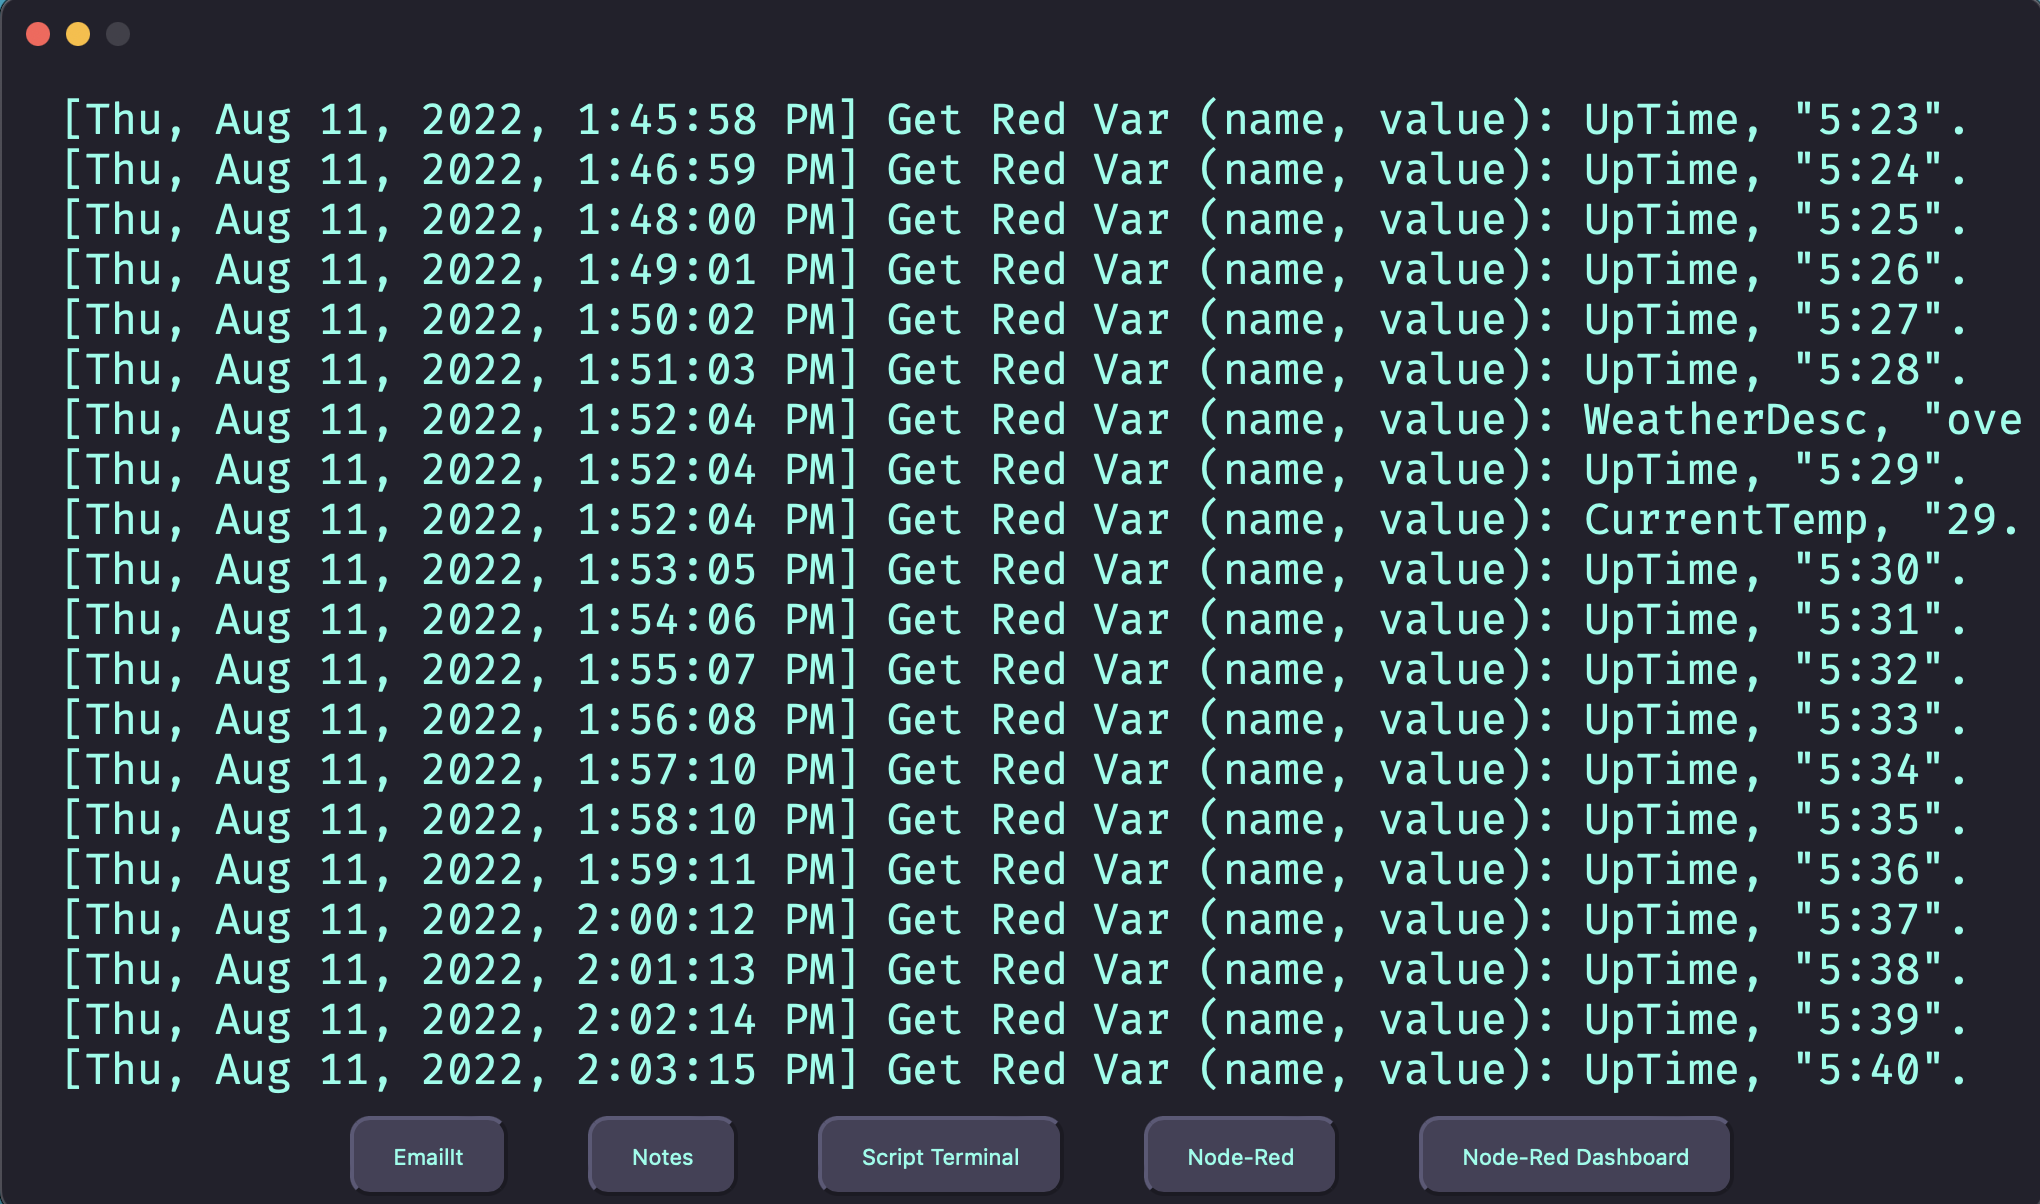 [Thu, Aug 11, 2022, 1:45:58 PM] Get Red Var (name, value): UpTime, "5:23".
[Thu, Aug 11, 2022, 1:46:59 PM] Get Red Var (name, value): UpTime, "5:24".
[Thu, Aug 11, 2022, 1:48:00 PM] Get Red Var (name, value): UpTime, "5:25".
[Thu, Aug 11, 2022, 1:49:01 PM] Get Red Var (name, value): UpTime, "5:26".
[Thu, Aug 11, 2022, 1:50:02 PM] Get Red Var (name, value): UpTime, "5:27".
[Thu, Aug 11, 2022, 1:51:03 PM] Get Red Var (name, value): UpTime, "5:28".
[Thu, Aug 11, 2022, 1:52:04 PM] Get Red Var (name, value): WeatherDesc, "ove
[Thu, Aug 11, 2022, 1:52:04 PM] Get Red Var (name, value): UpTime, "5:29".
[Thu, Aug 11, 2022, 1:52:04 PM] Get Red Var (name, value): CurrentTemp, "29.
[Thu, Aug 11, 2022, 1:53:05 PM] Get Red Var (name, value): UpTime, "5:30".
[Thu, Aug 11, 2022, 1:54:06 PM] Get Red Var (name, value): UpTime, "5:31".
[Thu, Aug 11, 2022, 1:55:07 PM] Get Red Var (name, value): UpTime, "5:32".
[Thu, Aug 11, 2022, 1:56:08 PM] Get Red Var (name, value): UpTime, "5:33".
[Thu, Aug 11, 2022, 1:57:10 PM] Get Red Var (name, value): UpTime, "5:34".
[Thu, Aug 11, 2022, 1:58:10 PM] Get Red Var (name, value): UpTime, "5:35".
[Thu, Aug 11, 2022, 1:59:11 PM] Get Red Var (name, value): UpTime, "5:36".
[Thu, Aug 11, 2022, 2:00:12 PM] Get Red Var (name, value): UpTime, "5:37".
[Thu, Aug 11, 2022, 2:01:13 PM] Get Red Var (name, value): UpTime, "5:38".
[Thu, Aug 11, 2022, 2:02:14 PM] Get Red Var (name, value): UpTime, "5:39".
[Thu, Aug 11, 2022, 2:03:15 PM] Get Red Var (name, value): UpTime, "5:40".
EmailIt Notes Script Terminal Node-Red Node-Red Dashboard